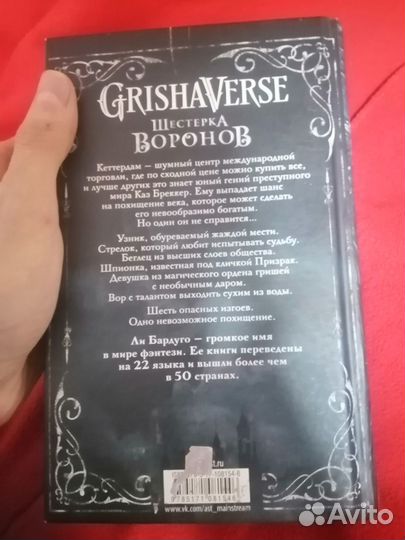 GRISHAVERSE
ШЕСТЕРКА
ВОРОНОВ
Кеттердам — шумный центр международной
торговли, где по сходной цене можно купить все,
и лучше других это знает юный гений преступного
мира Каз Бреккер. Ему выпадает шанс
на похищение века, которое может сделать
его невообразимо богатым.
Но один он не справится...
Узник, обуреваемый жаждой мести.
Стрелок, который любит испытывать судьбу.
Беглец из высших слоев общества.
Шпионка, известная под кличкой Призрак.
Девушка из магического ордена гришей
с необычным даром.
Вор с талантом выходить сухим из воды.
Шесть опасных изгоев.
Одно невозможное похищение.
Ли Бардуго — громкое имя
в мире фэнтези. Ее книги переведены
на 22 языка и вышли более чем
в 50 странах.
108154-6
9785171081546
www.vk.com/ast_mainstream
Avito